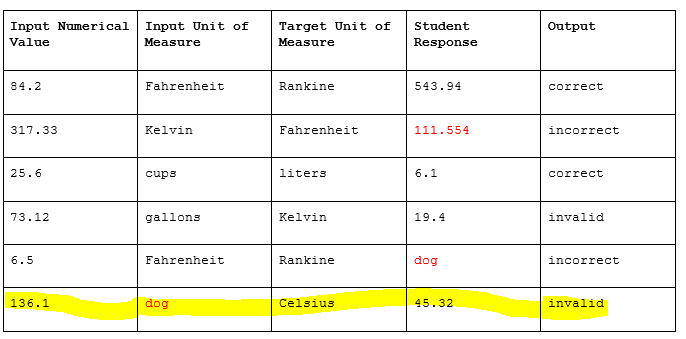 Input Numerical Value Input Unit of Measure Target Unit of Measure Student Response Output
84.2 Fahrenheit Rankine 543.94 correct
317.33 Kelvin Fahrenheit 111.554 incorrect
25.6 cups liters 6.1 correct
73.12 gallons Kelvin 19.4 invalid
6.5 Fahrenheit Rankine dog incorrect
136.1 dog Celsius 45.32 invalid